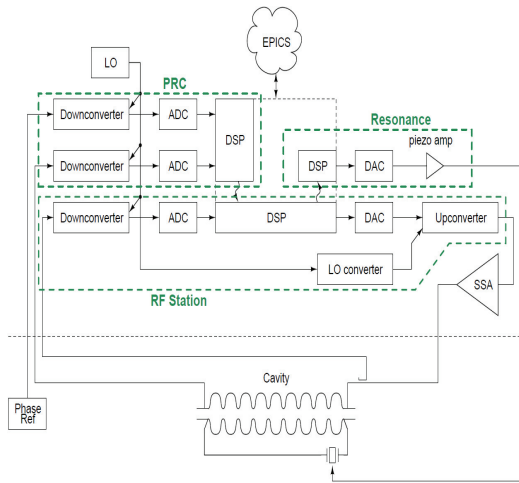 EPICS
LO
PRC
Downconverter
ADC
DSP
Resonance
piezo amp
Downconverter
ADC
DSP
DAC
Downconverter
ADC
DSP
DAC
Upconverter
LO converter
RF Station
SSA
Cavity
Phase
Ref